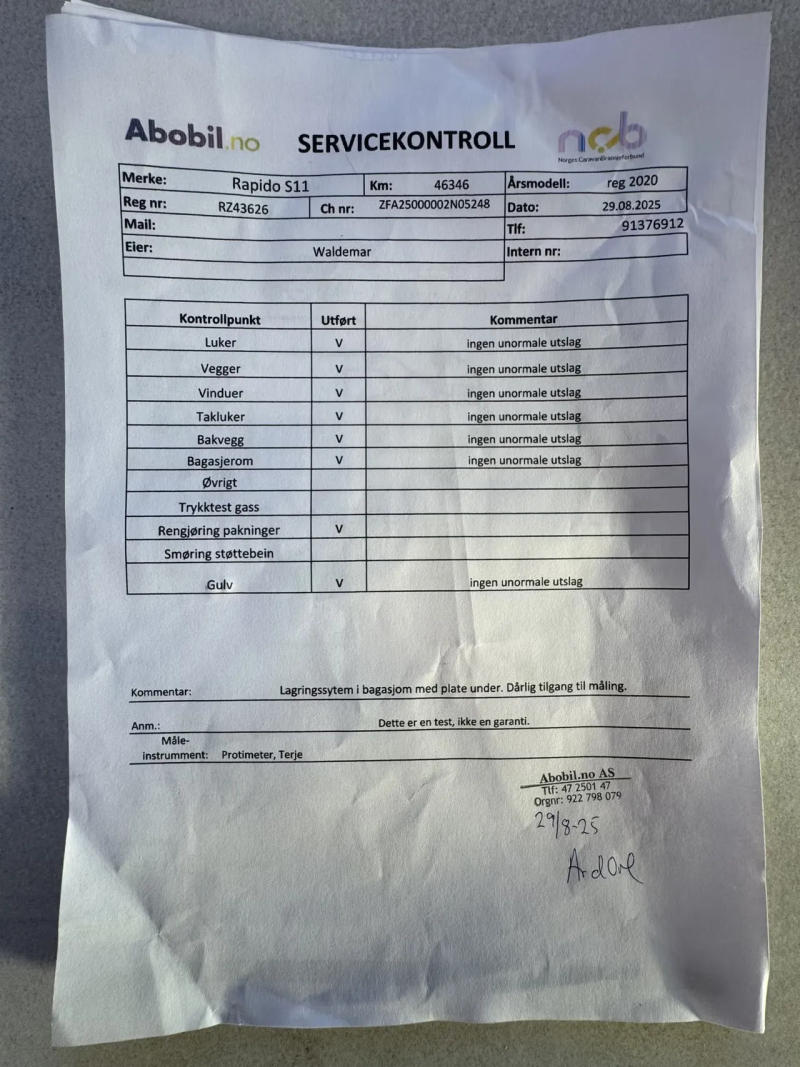 Abobil.no SERVICEKONTROLL ncb
Norges CaravanBransjeforbund
Merke: Rapido S11 Km: 46346 Årsmodell: reg 2020
Reg nr: RZ43626 Ch nr: ZFA25000002N05248 Dato: 29.08.2025
Mail: Tlf: 91376912
Eier: Waldemar Intern nr:
Kontrollpunkt Utført Kommentar
Luker V ingen unormale utslag
Vegger V ingen unormale utslag
Vinduer V ingen unormale utslag
Takluker V ingen unormale utslag
Bakvegg V ingen unormale utslag
Bagasjerom V ingen unormale utslag
Øvrigt
Trykktest gass
Rengjøring pakninger V
Smøring støttebein
Gulv V ingen unormale utslag
Kommentar: Lagringssytem i bagasjom med plate under. Dårlig tilgang til måling.
Anm.: Dette er en test, ikke en garanti.
Måle-
instrumment: Protimeter, Terje
Abobil.no AS
Tlf: 47 2501 47
Orgnr: 922 798 079
29/8-25